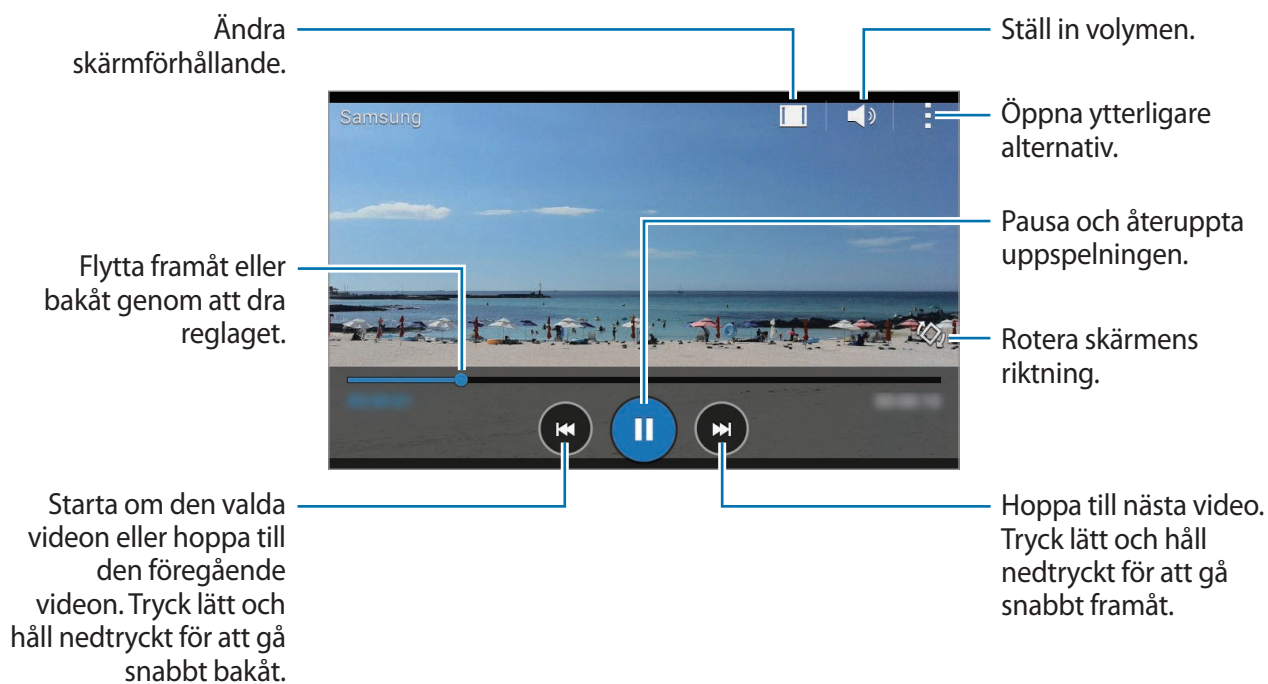 Ändra
skärmförhållande.
Ställ in volymen.
Samsung
Öppna ytterligare
alternativ.
Pausa och återuppta
uppspelningen.
Flytta framåt eller
bakåt genom att dra
reglaget.
Rotera skärmens
riktning.
Starta om den valda
videon eller hoppa till
den föregående
videon. Tryck lätt och
håll nedtryckt för att gå
snabbt bakåt.
Hoppa till nästa video.
Tryck lätt och håll
nedtryckt för att gå
snabbt framåt.